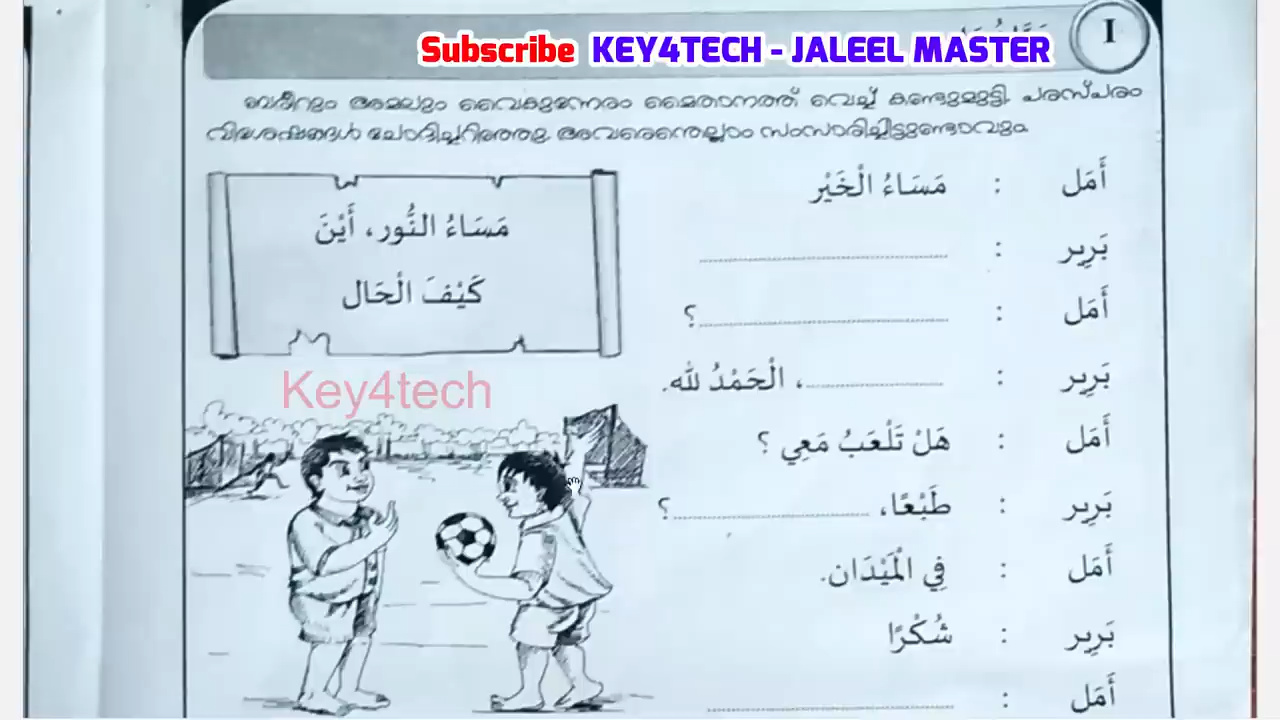 I
Subscribe KEY4TECH - JALEEL MASTER
ബരീറും അമലും വൈകുന്നേരം മൈതാനത്ത് വെച്ച് കണ്ടുമുട്ടി. പരസ്പരം
വിശേഷങ്ങൾ ചോദിച്ചറിഞ്ഞു. അവരെന്തെല്ലാം സംസാരിച്ചിട്ടുണ്ടാവും.
أَمَل : مَسَاءُ الْخَيْر
بَرِير : ..............................
أَمَل : ..............................؟
بَرِير : ....................، الْحَمْدُ لله.
أَمَل : هَلْ تَلْعَبُ مَعِي ؟
بَرِير : طَبْعًا، ..............................؟
أَمَل : فِي الْمَيْدَان.
بَرِير : شُكْرًا
أَمَل : ..............................
مَسَاءُ النُّور، أَيْنَ
كَيْفَ الْحَال
Key4tech